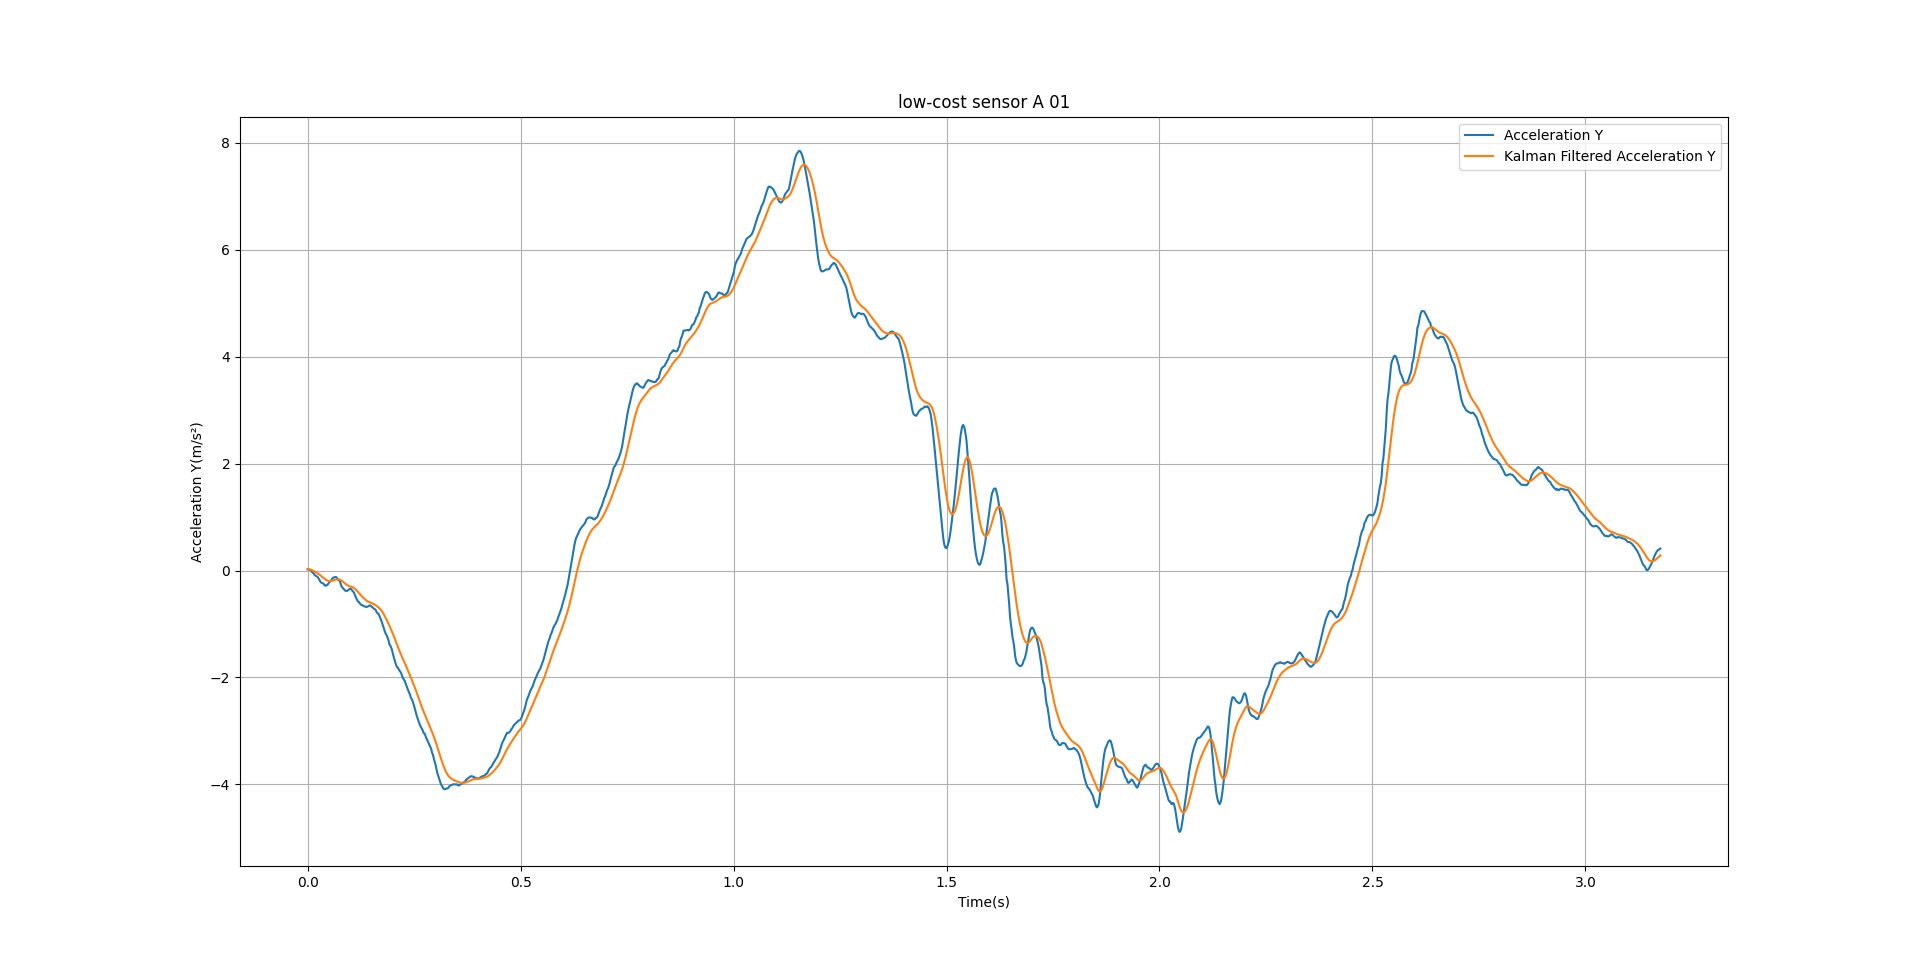 low-cost sensor A 01
Acceleration Y
Kalman Filtered Acceleration Y
8
6
4
2
0
−2
−4
Acceleration Y(m/s²)
0.0 0.5 1.0 1.5 2.0 2.5 3.0
Time(s)